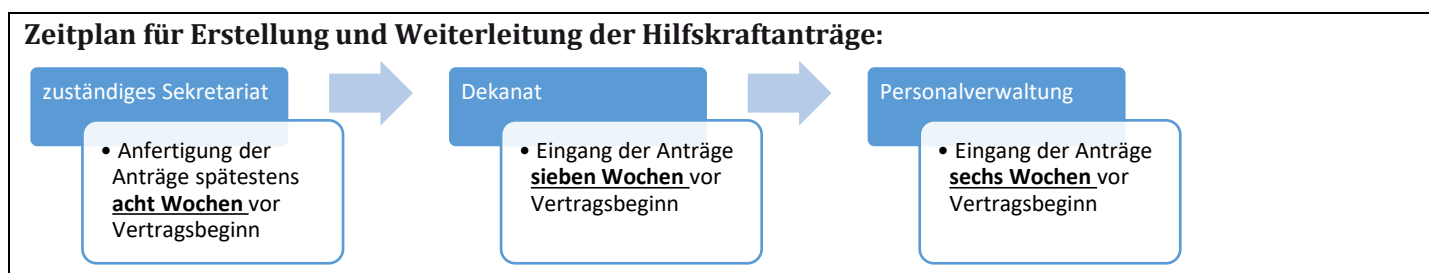 Zeitplan für Erstellung und Weiterleitung der Hilfskraftanträge:
zuständiges Sekretariat
• Anfertigung der
Anträge spätestens
acht Wochen vor
Vertragsbeginn
Dekanat
• Eingang der Anträge
sieben Wochen vor
Vertragsbeginn
Personalverwaltung
• Eingang der Anträge
sechs Wochen vor
Vertragsbeginn